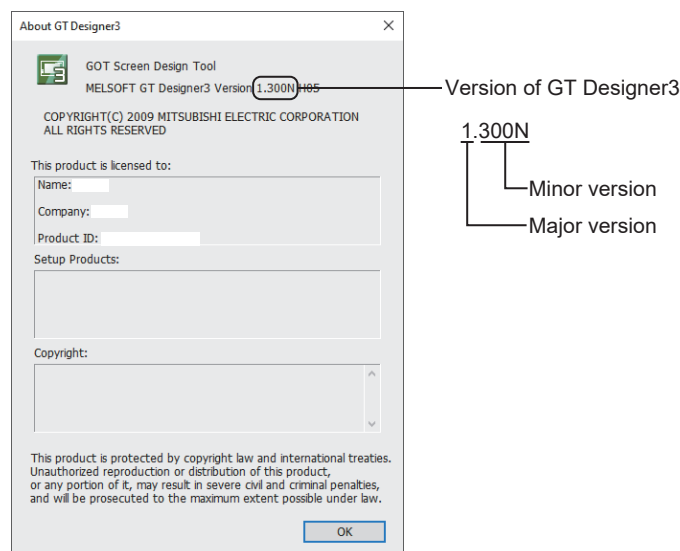 About GT Designer3
GOT Screen Design Tool
MELSOFT GT Designer3 Version 1.300N H05
COPYRIGHT(C) 2009 MITSUBISHI ELECTRIC CORPORATION
ALL RIGHTS RESERVED
This product is licensed to:
Name:
Company:
Product ID:
Setup Products:
Copyright:
This product is protected by copyright law and international treaties.
Unauthorized reproduction or distribution of this product,
or any portion of it, may result in severe civil and criminal penalties,
and will be prosecuted to the maximum extent possible under law.
OK
Version of GT Designer3
1.300N
Minor version
Major version